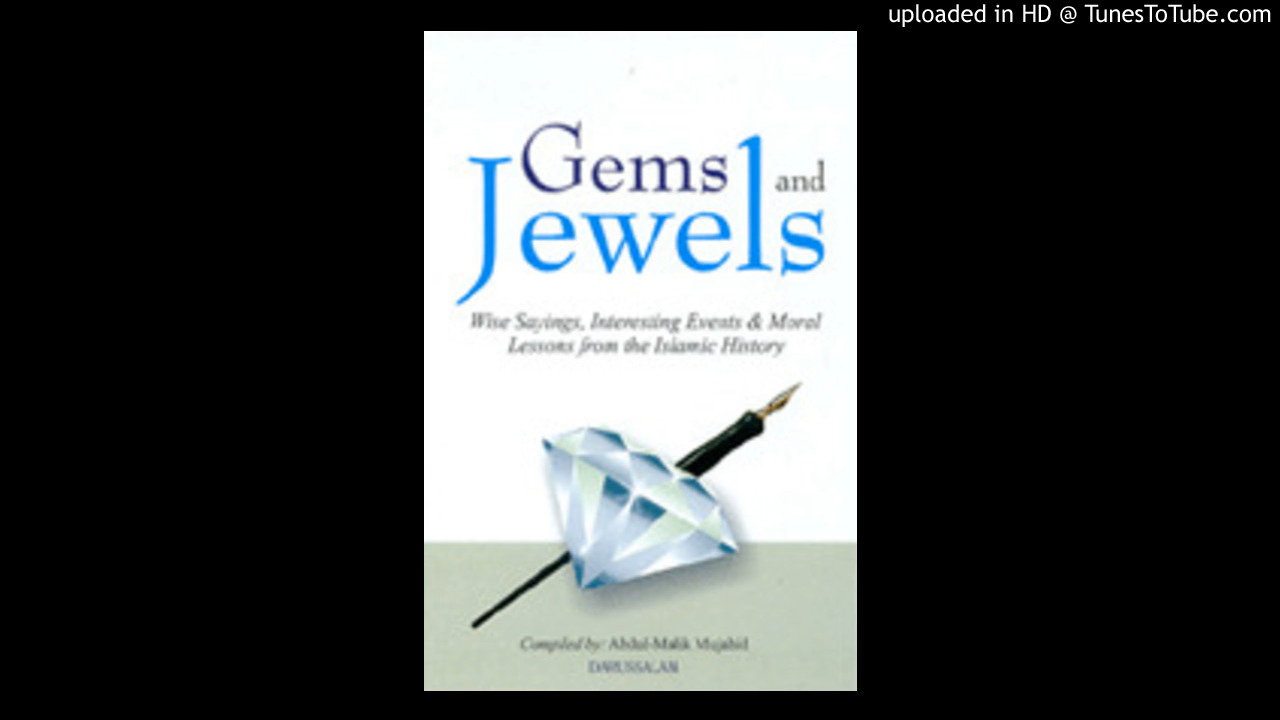 uploaded in HD @ TunesToTube.com
Gems and
Jewels
Wise Sayings, Interesting Events & Moral
Lessons from the Islamic History
Compiled by: Abdul-Malik Mujahid
DARUSSALAM